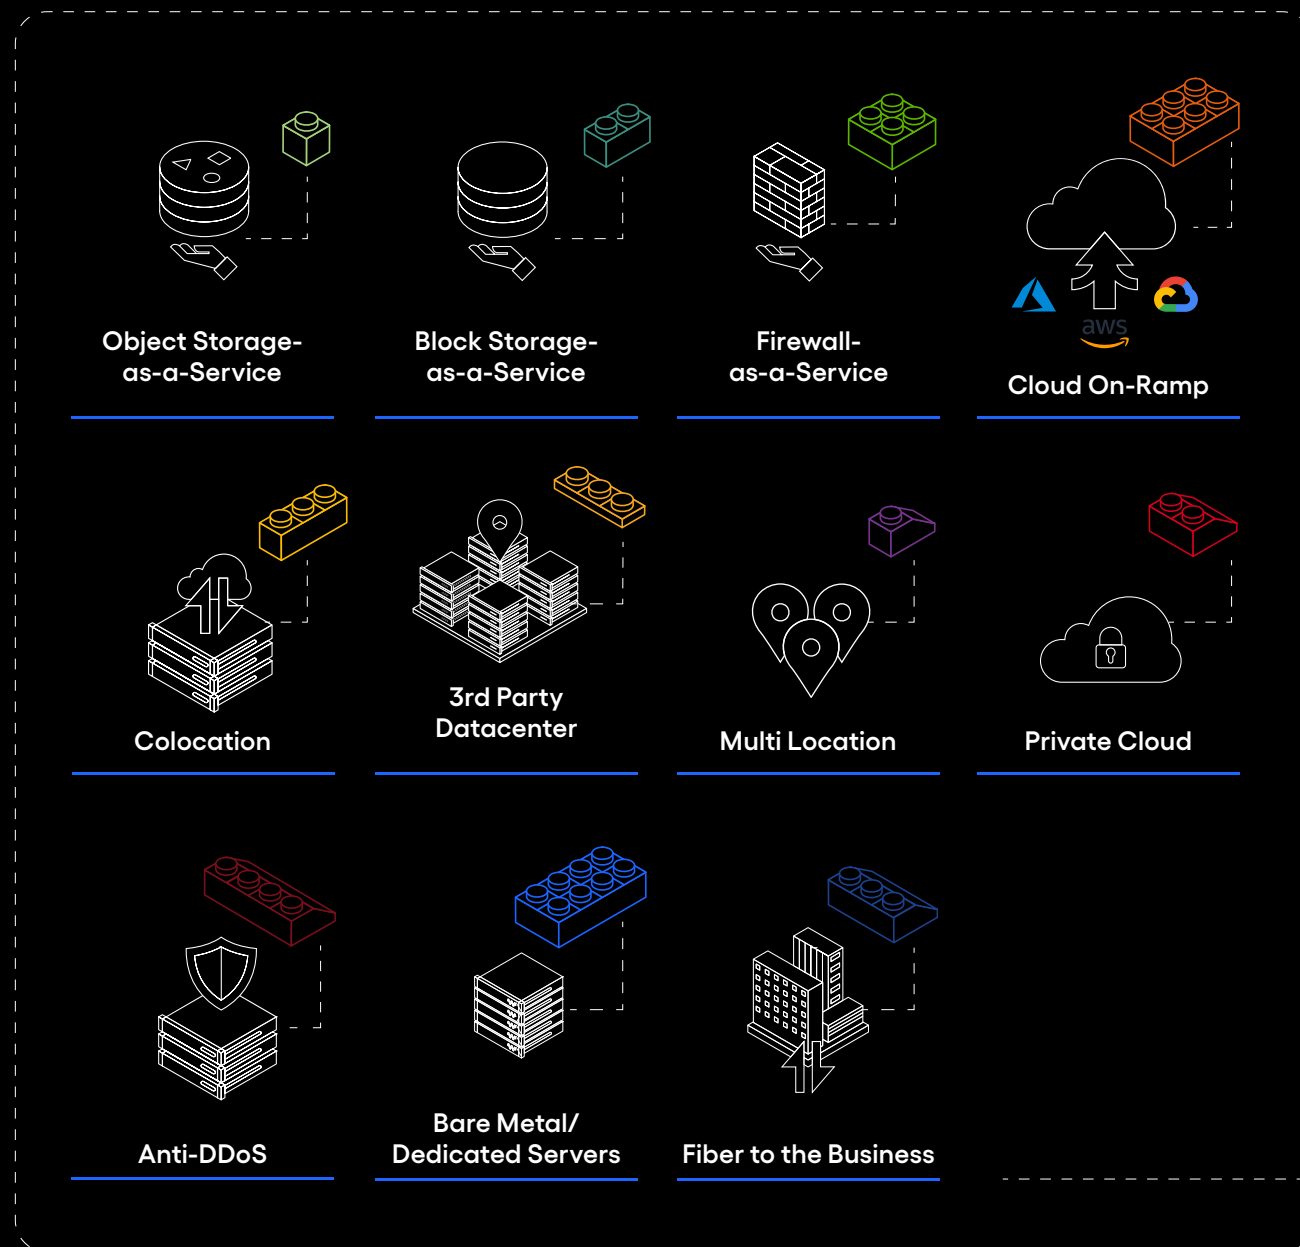 Object Storage-
as-a-Service
Block Storage-
as-a-Service
Firewall-
as-a-Service
aws
Cloud On-Ramp
Colocation
3rd Party
Datacenter
Multi Location
Private Cloud
Anti-DDoS
Bare Metal/
Dedicated Servers
Fiber to the Business